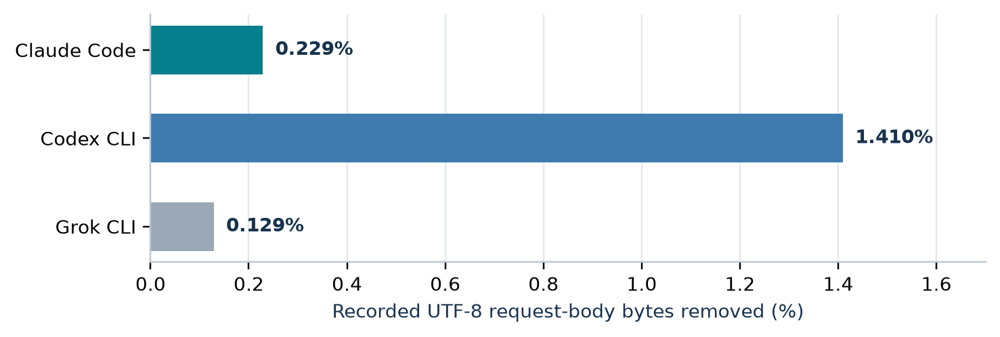 Claude Code
0.229%
Codex CLI
1.410%
Grok CLI
0.129%
0.0 0.2 0.4 0.6 0.8 1.0 1.2 1.4 1.6
Recorded UTF-8 request-body bytes removed (%)